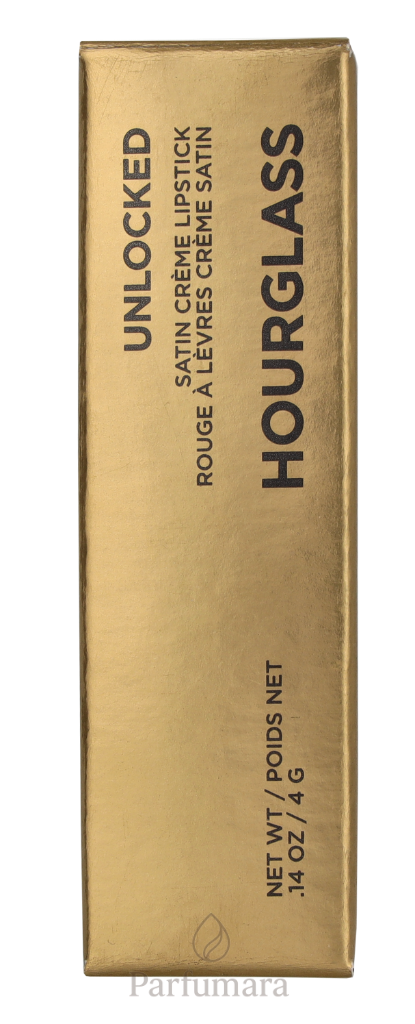 UNLOCKED
SATIN CRÈME LIPSTICK
ROUGE À LÈVRES CRÈME SATIN
HOURGLASS
NET WT / POIDS NET
.14 OZ / 4 G
Parfumara